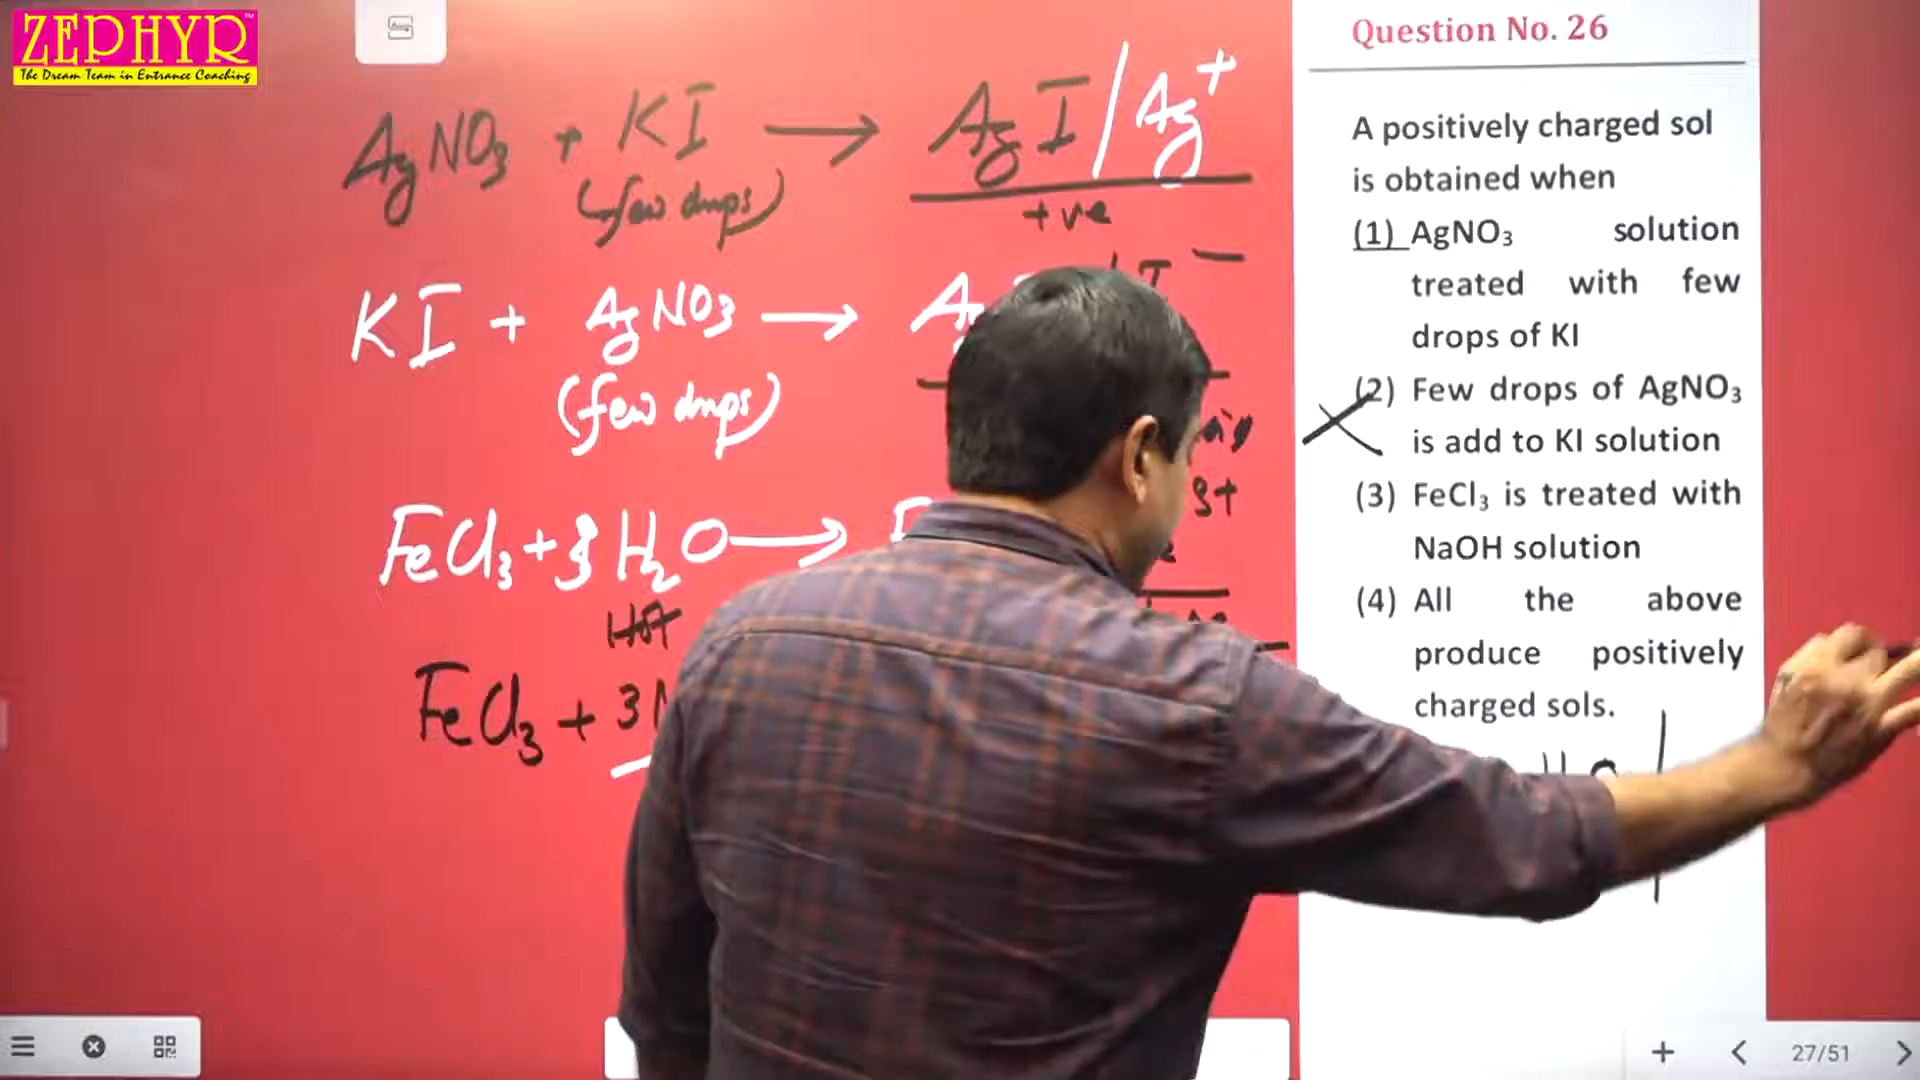 ZEPHYR™
The Dream Team in Entrance Coaching
AgNO3 + KI → AgI/Ag+
(few drops)
+ve
KI + AgNO3 →
(few drops)
FeCl3 + 3H2O →
Hot
FeCl3 + 3
Question No. 26
A positively charged sol
is obtained when
(1) AgNO₃ solution
treated with few
drops of KI
(2) Few drops of AgNO₃
is add to KI solution
(3) FeCl₃ is treated with
NaOH solution
(4) All the above
produce positively
charged sols.
27/51